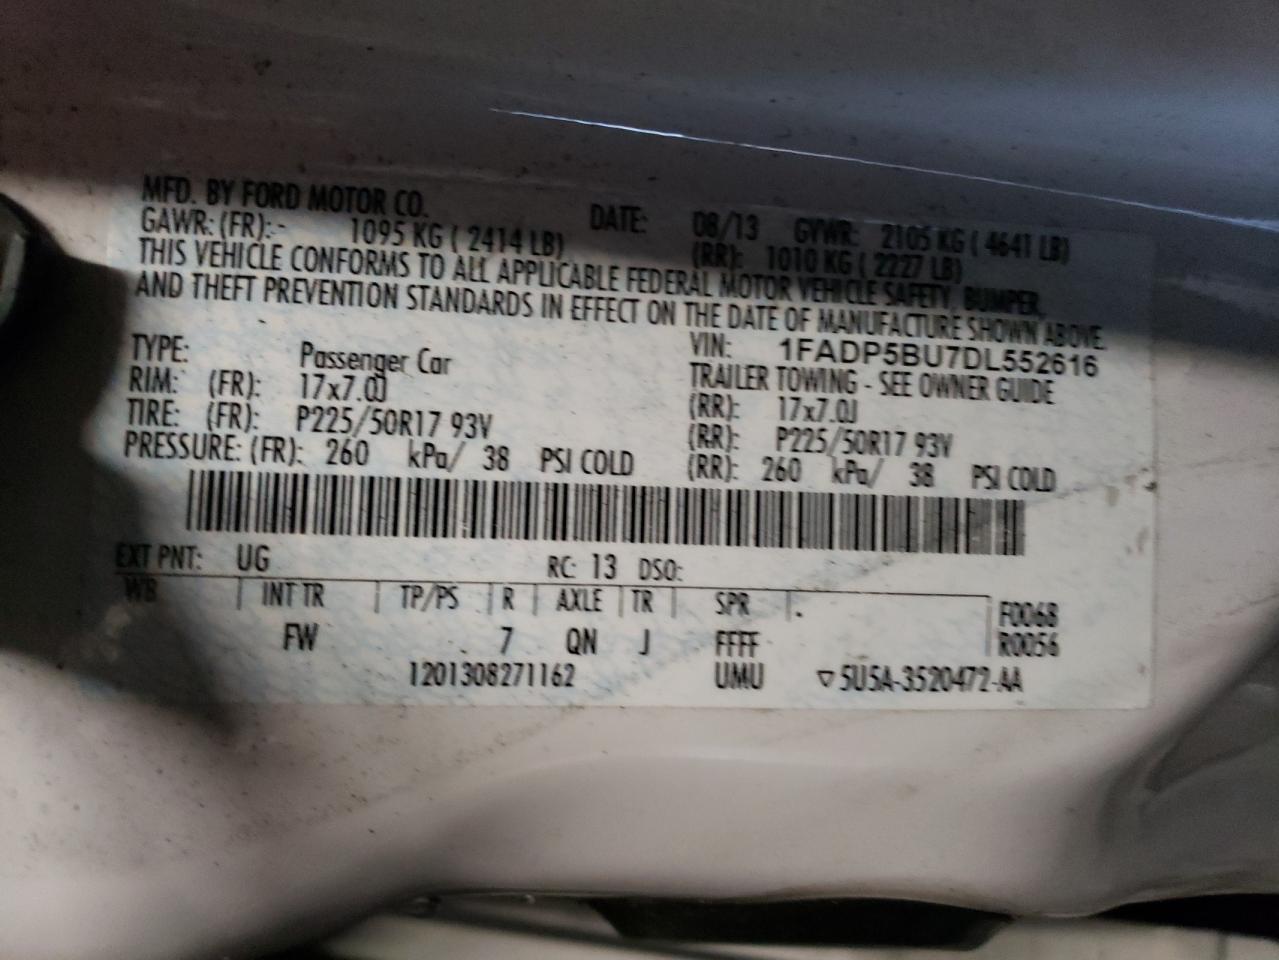 MFD. BY FORD MOTOR CO.
DATE: 08/13 GVWR: 2105 KG ( 4641 LB)
GAWR: (FR):- 1095 KG ( 2414 LB) (RR): 1010 KG ( 2227 LB)
THIS VEHICLE CONFORMS TO ALL APPLICABLE FEDERAL MOTOR VEHICLE SAFETY, BUMPER,
AND THEFT PREVENTION STANDARDS IN EFFECT ON THE DATE OF MANUFACTURE SHOWN ABOVE.
VIN: 1FADP5BU7DL552616
TYPE: Passenger Car TRAILER TOWING - SEE OWNER GUIDE
RIM: (FR): 17x7.0J (RR): 17x7.0J
TIRE: (FR): P225/50R17 93V (RR): P225/50R17 93V
PRESSURE: (FR): 260 kPa/ 38 PSI COLD (RR): 260 kPa/ 38 PSI COLD
EXT PNT: UG RC: 13 DSO:
WB INT TR TP/PS R AXLE TR SPR . F0068
FW 7 QN J FFFF R0056
1201308271162 UMU ▽5U5A-3520472-AA